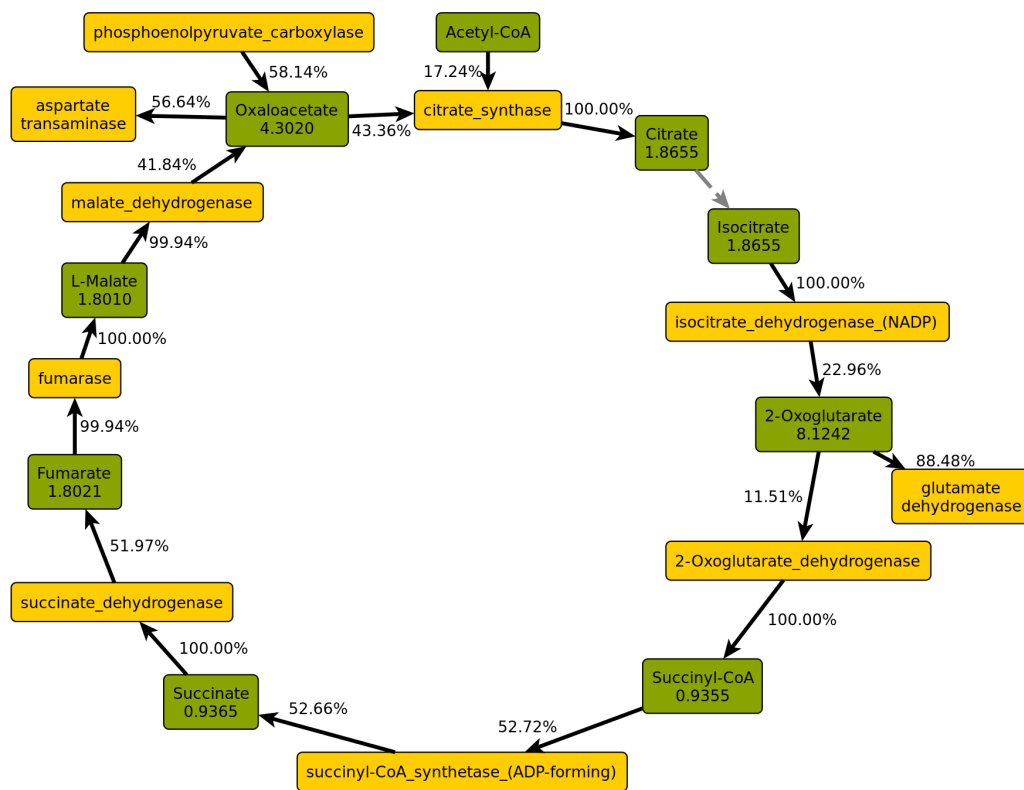 phosphoenolpyruvate_carboxylase
Acetyl-CoA
58.14%
17.24%
aspartate
transaminase
56.64%
Oxaloacetate
4.3020
43.36%
citrate_synthase
100.00%
Citrate
1.8655
41.84%
malate_dehydrogenase
Isocitrate
1.8655
99.94%
L-Malate
1.8010
100.00%
isocitrate_dehydrogenase_(NADP)
100.00%
fumarase
22.96%
2-Oxoglutarate
8.1242
99.94%
88.48%
glutamate
dehydrogenase
Fumarate
1.8021
11.51%
51.97%
2-Oxoglutarate_dehydrogenase
succinate_dehydrogenase
100.00%
100.00%
Succinyl-CoA
0.9355
Succinate
0.9365
52.66%
52.72%
succinyl-CoA_synthetase_(ADP-forming)